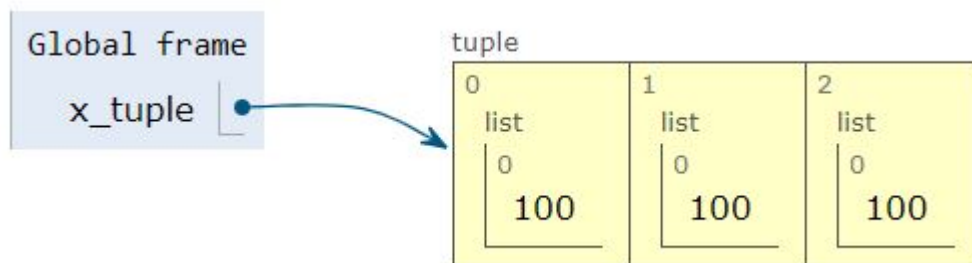 Global frame
x_tuple
tuple
0 1 2
list list list
0 0 0
100 100 100